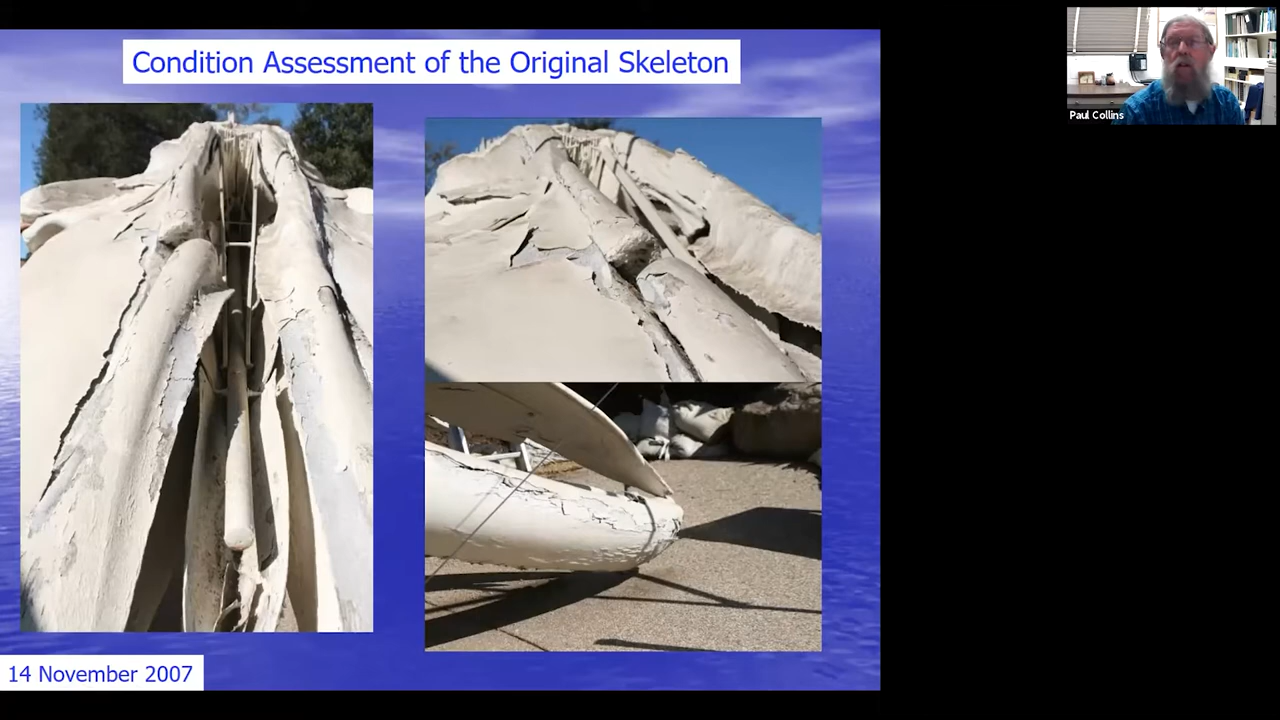 Condition Assessment of the Original Skeleton
Paul Collins
14 November 2007